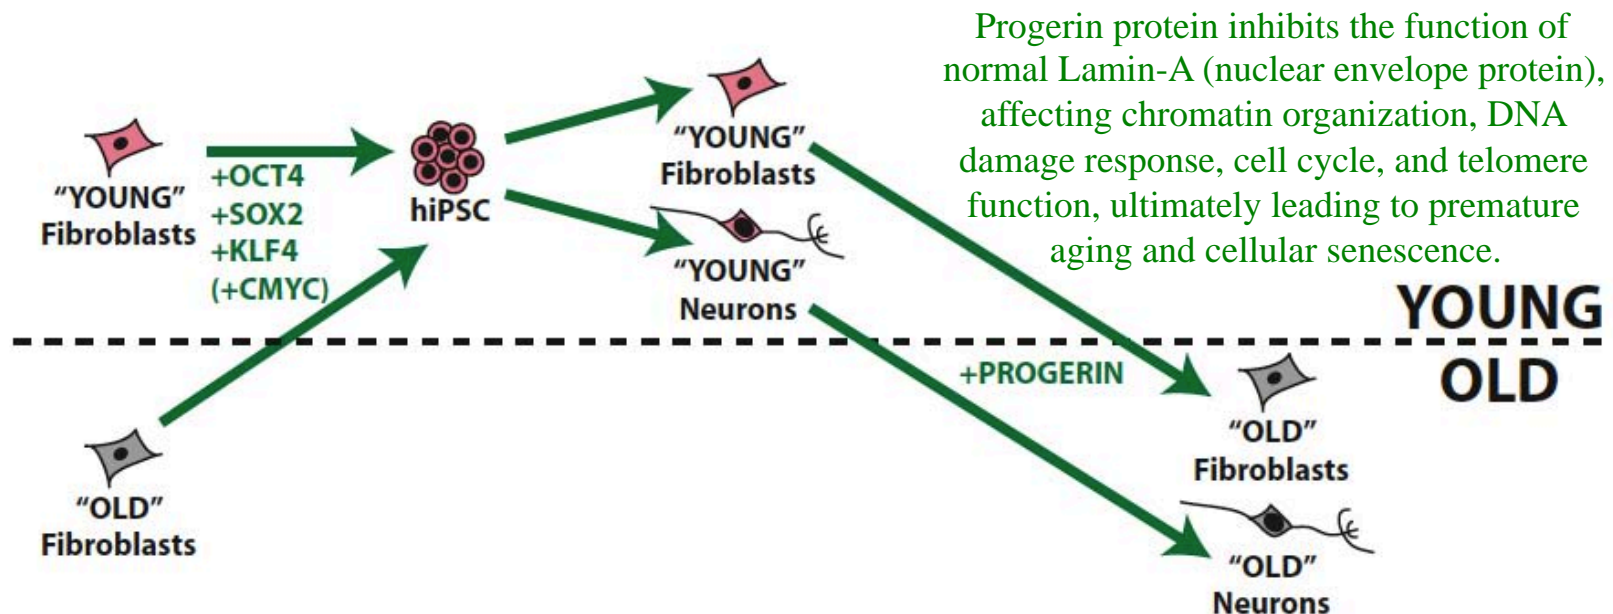 Progerin protein inhibits the function of
normal Lamin-A (nuclear envelope protein),
affecting chromatin organization, DNA
damage response, cell cycle, and telomere
function, ultimately leading to premature
aging and cellular senescence.
“YOUNG”
Fibroblasts
+OCT4
+SOX2
+KLF4
(+CMYC)
hiPSC
“YOUNG”
Fibroblasts
“YOUNG”
Neurons
YOUNG
OLD
+PROGERIN
“OLD”
Fibroblasts
“OLD”
Fibroblasts
“OLD”
Neurons